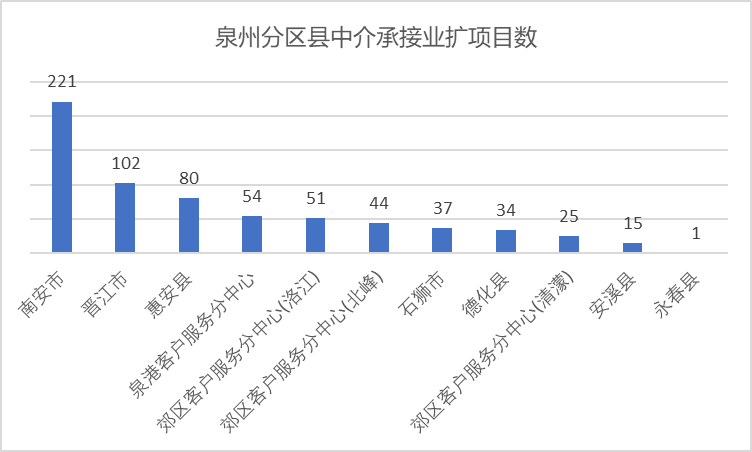 泉州分区县中介承接业扩项目数
221
102
80
54
51
44
37
34
25
15
1
南安市
晋江市
惠安县
泉港客户服务分中心
郊区客户服务分中心(洛江)
郊区客户服务分中心(北峰)
石狮市
德化县
郊区客户服务分中心(清濛)
安溪县
永春县